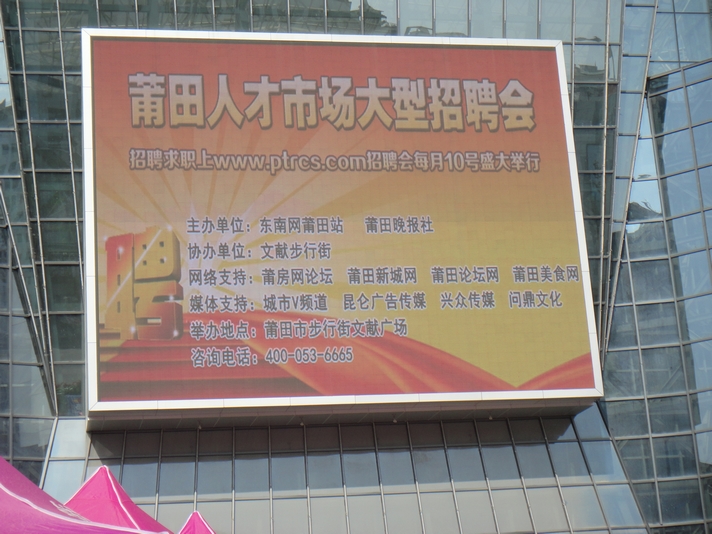 莆田人才市场大型招聘会
招聘求职上www.ptrcs.com招聘会每月10号盛大举行
主办单位：东南网莆田站 莆田晚报社
协办单位：文献步行街
网络支持：莆房网论坛 莆田新城网 莆田论坛网 莆田美食网
媒体支持：城市V频道 昆仑广告传媒 兴众传媒 问鼎文化
举办地点：莆田市步行街文献广场
咨询电话：400-053-6665
聘